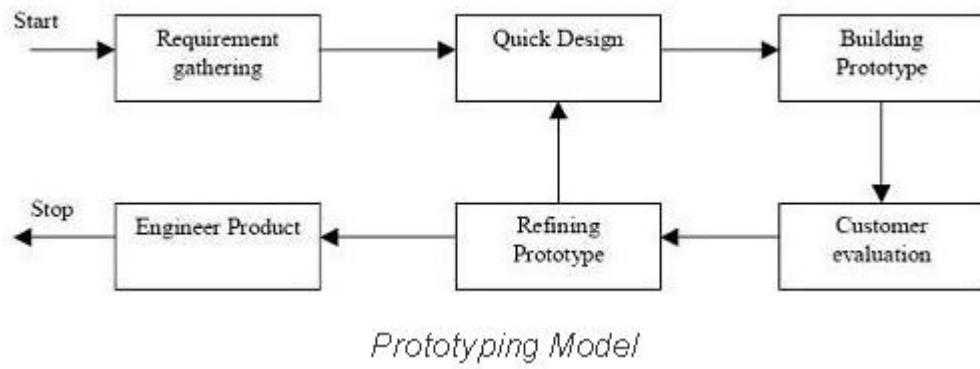 Start
Requirement
gathering
Quick Design
Building
Prototype
Stop
Engineer Product
Refining
Prototype
Customer
evaluation
Prototyping Model